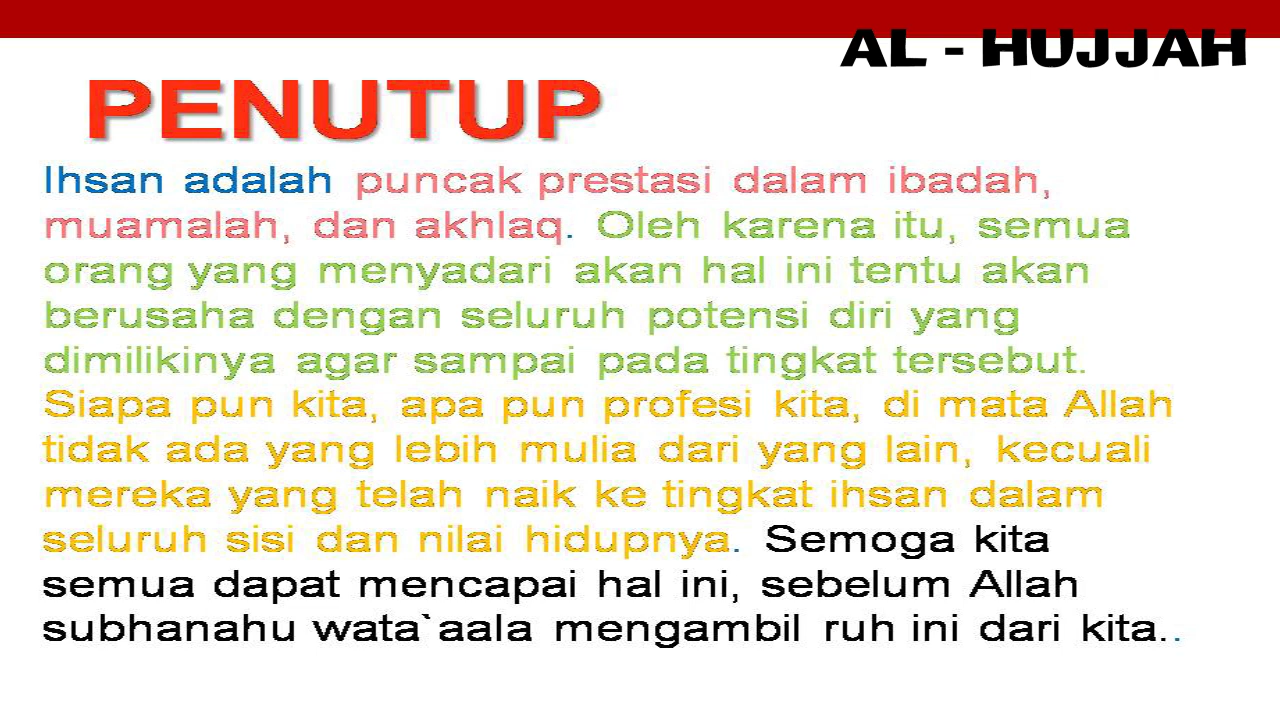 AL - HUJJAH
PENUTUP
Ihsan adalah puncak prestasi dalam ibadah,
muamalah, dan akhlaq. Oleh karena itu, semua
orang yang menyadari akan hal ini tentu akan
berusaha dengan seluruh potensi diri yang
dimilikinya agar sampai pada tingkat tersebut.
Siapa pun kita, apa pun profesi kita, di mata Allah
tidak ada yang lebih mulia dari yang lain, kecuali
mereka yang telah naik ke tingkat ihsan dalam
seluruh sisi dan nilai hidupnya. Semoga kita
semua dapat mencapai hal ini, sebelum Allah
subhanahu wata`aala mengambil ruh ini dari kita..